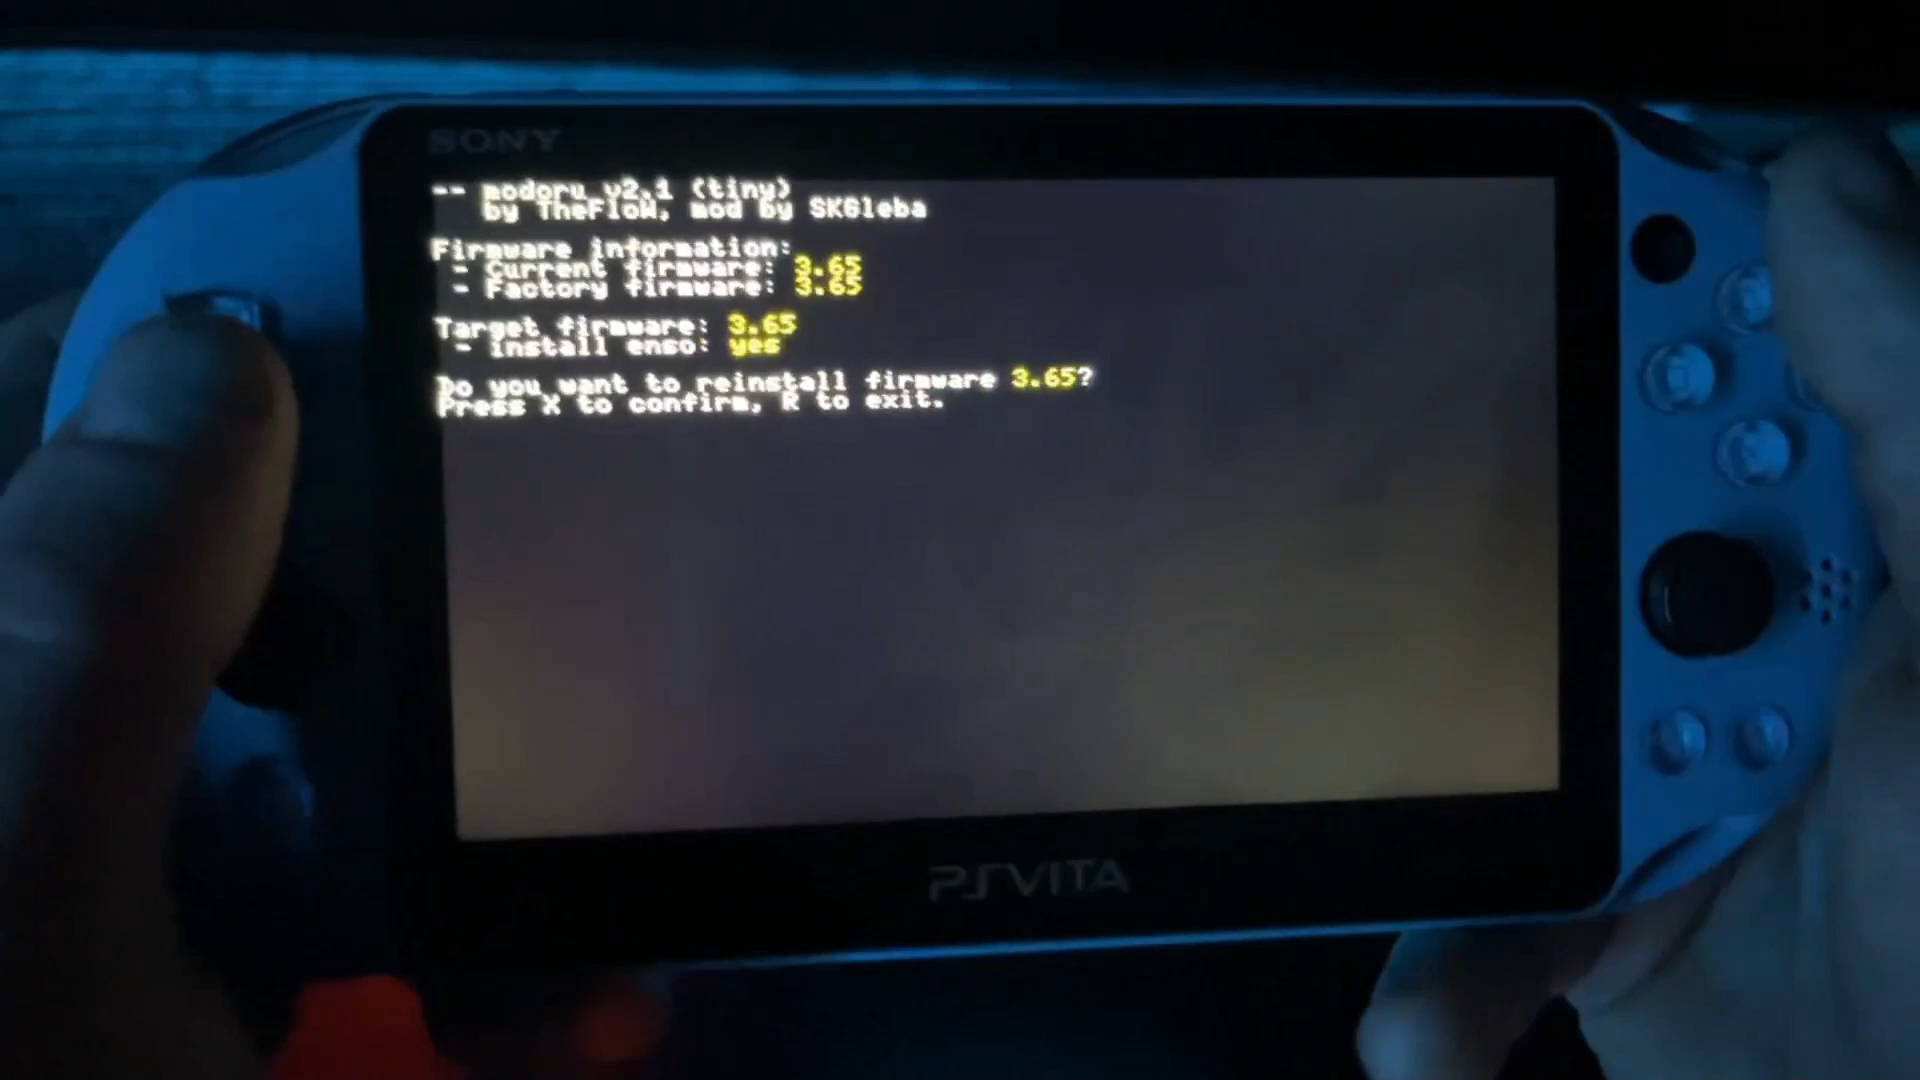 SONY
-- modoru v2.1 (tiny)
by TheFloW, mod by SKGleba
Firmware information:
- Current firmware: 3.65
- Factory firmware: 3.65
Target firmware: 3.65
- install enso: yes
Do you want to reinstall firmware 3.65?
Press X to confirm, R to exit.
PSVITA